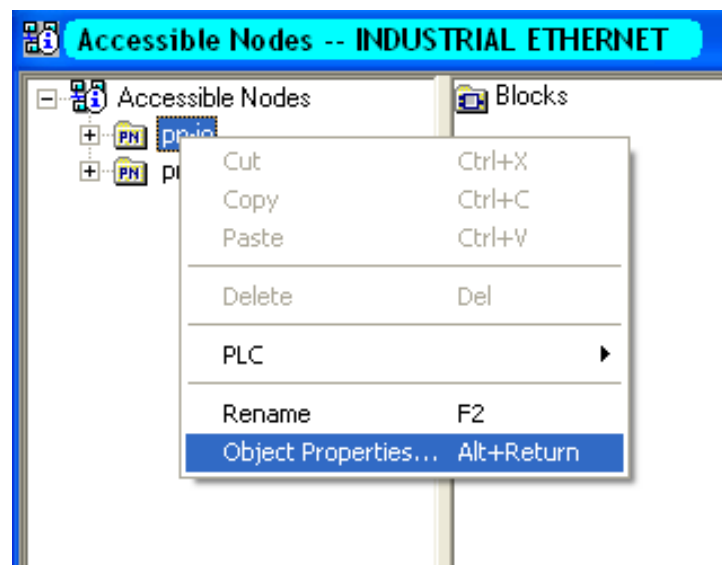 Accessible Nodes -- INDUSTRIAL ETHERNET
Accessible Nodes
Blocks
PN pn-io
PN
Cut Ctrl+X
Copy Ctrl+C
Paste Ctrl+V
Delete Del
PLC
Rename F2
Object Properties... Alt+Return